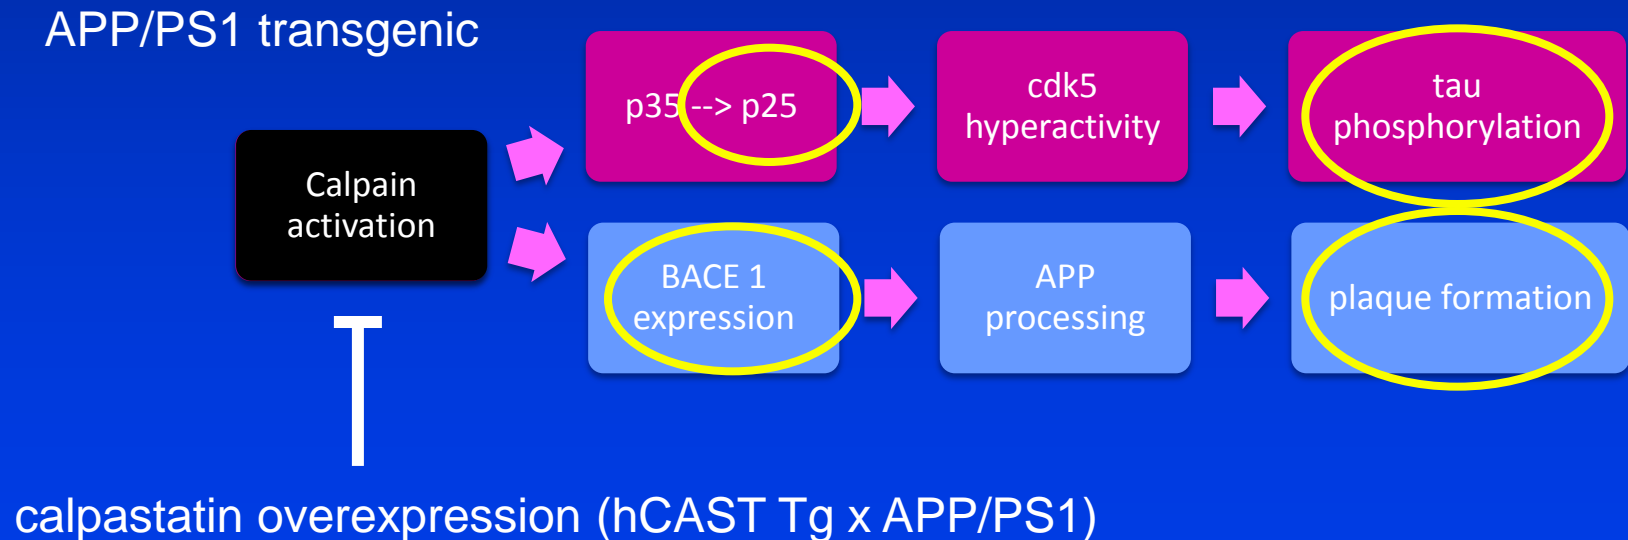 APP/PS1 transgenic
p35 --> p25
cdk5
hyperactivity
tau
phosphorylation
Calpain
activation
BACE 1
expression
APP
processing
plaque formation
calpastatin overexpression (hCAST Tg x APP/PS1)